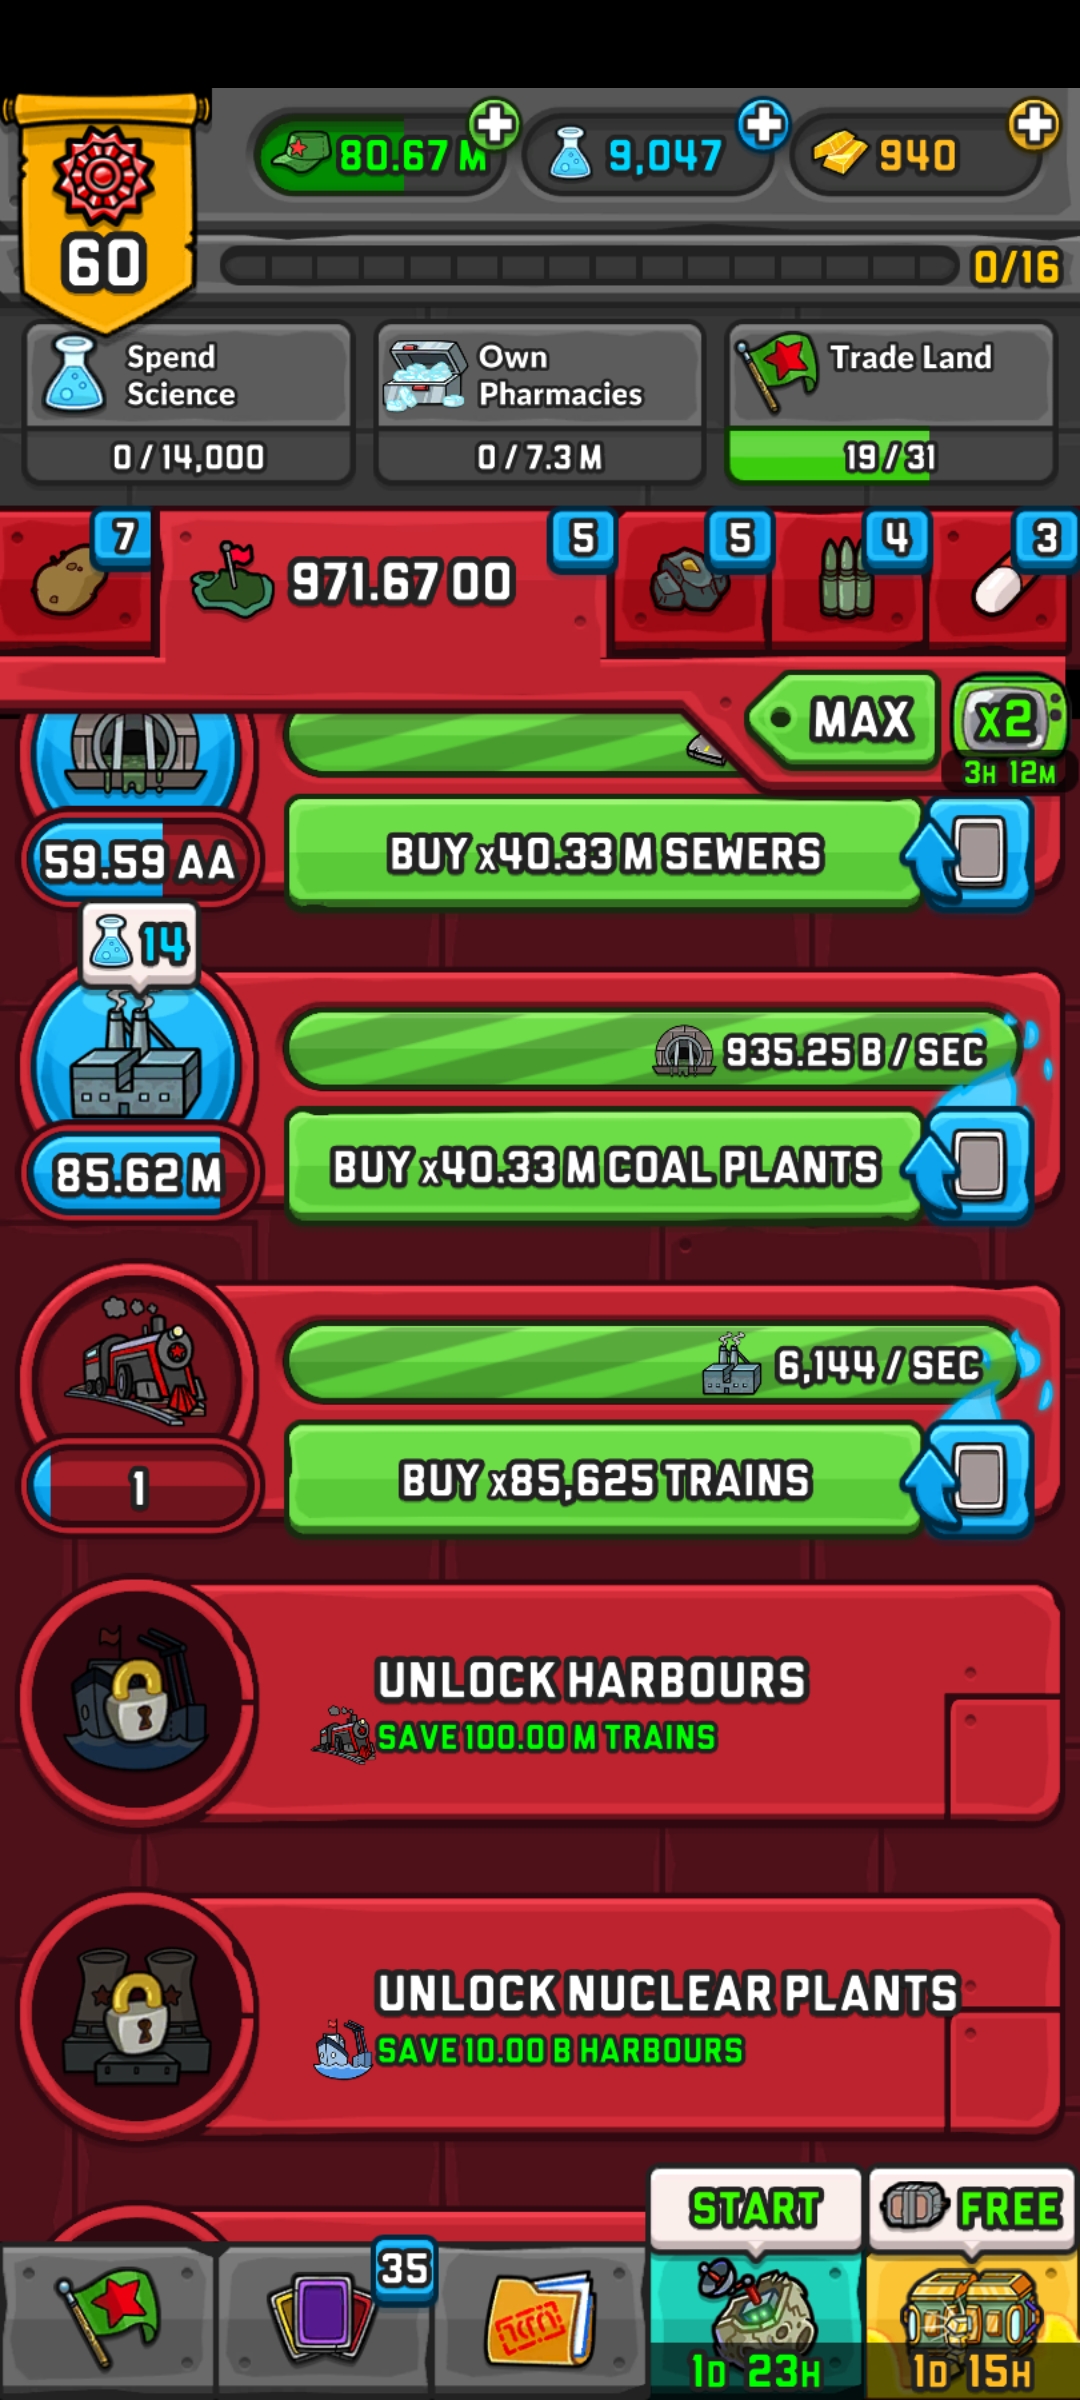 80.67 M
9,047
940
60
0/16
Spend
Science
0 / 14,000
Own
Pharmacies
0 / 7.3 M
Trade Land
19 / 31
7
971.67 OO
5
5
4
3
MAX
x2
3H 12M
59.59 AA
BUY x40.33 M SEWERS
14
935.25 B / SEC
85.62 M
BUY x40.33 M COAL PLANTS
6,144 / SEC
1
BUY x85,625 TRAINS
UNLOCK HARBOURS
SAVE 100.00 M TRAINS
UNLOCK NUCLEAR PLANTS
SAVE 10.00 B HARBOURS
START
FREE
35
1D 23H
1D 15H